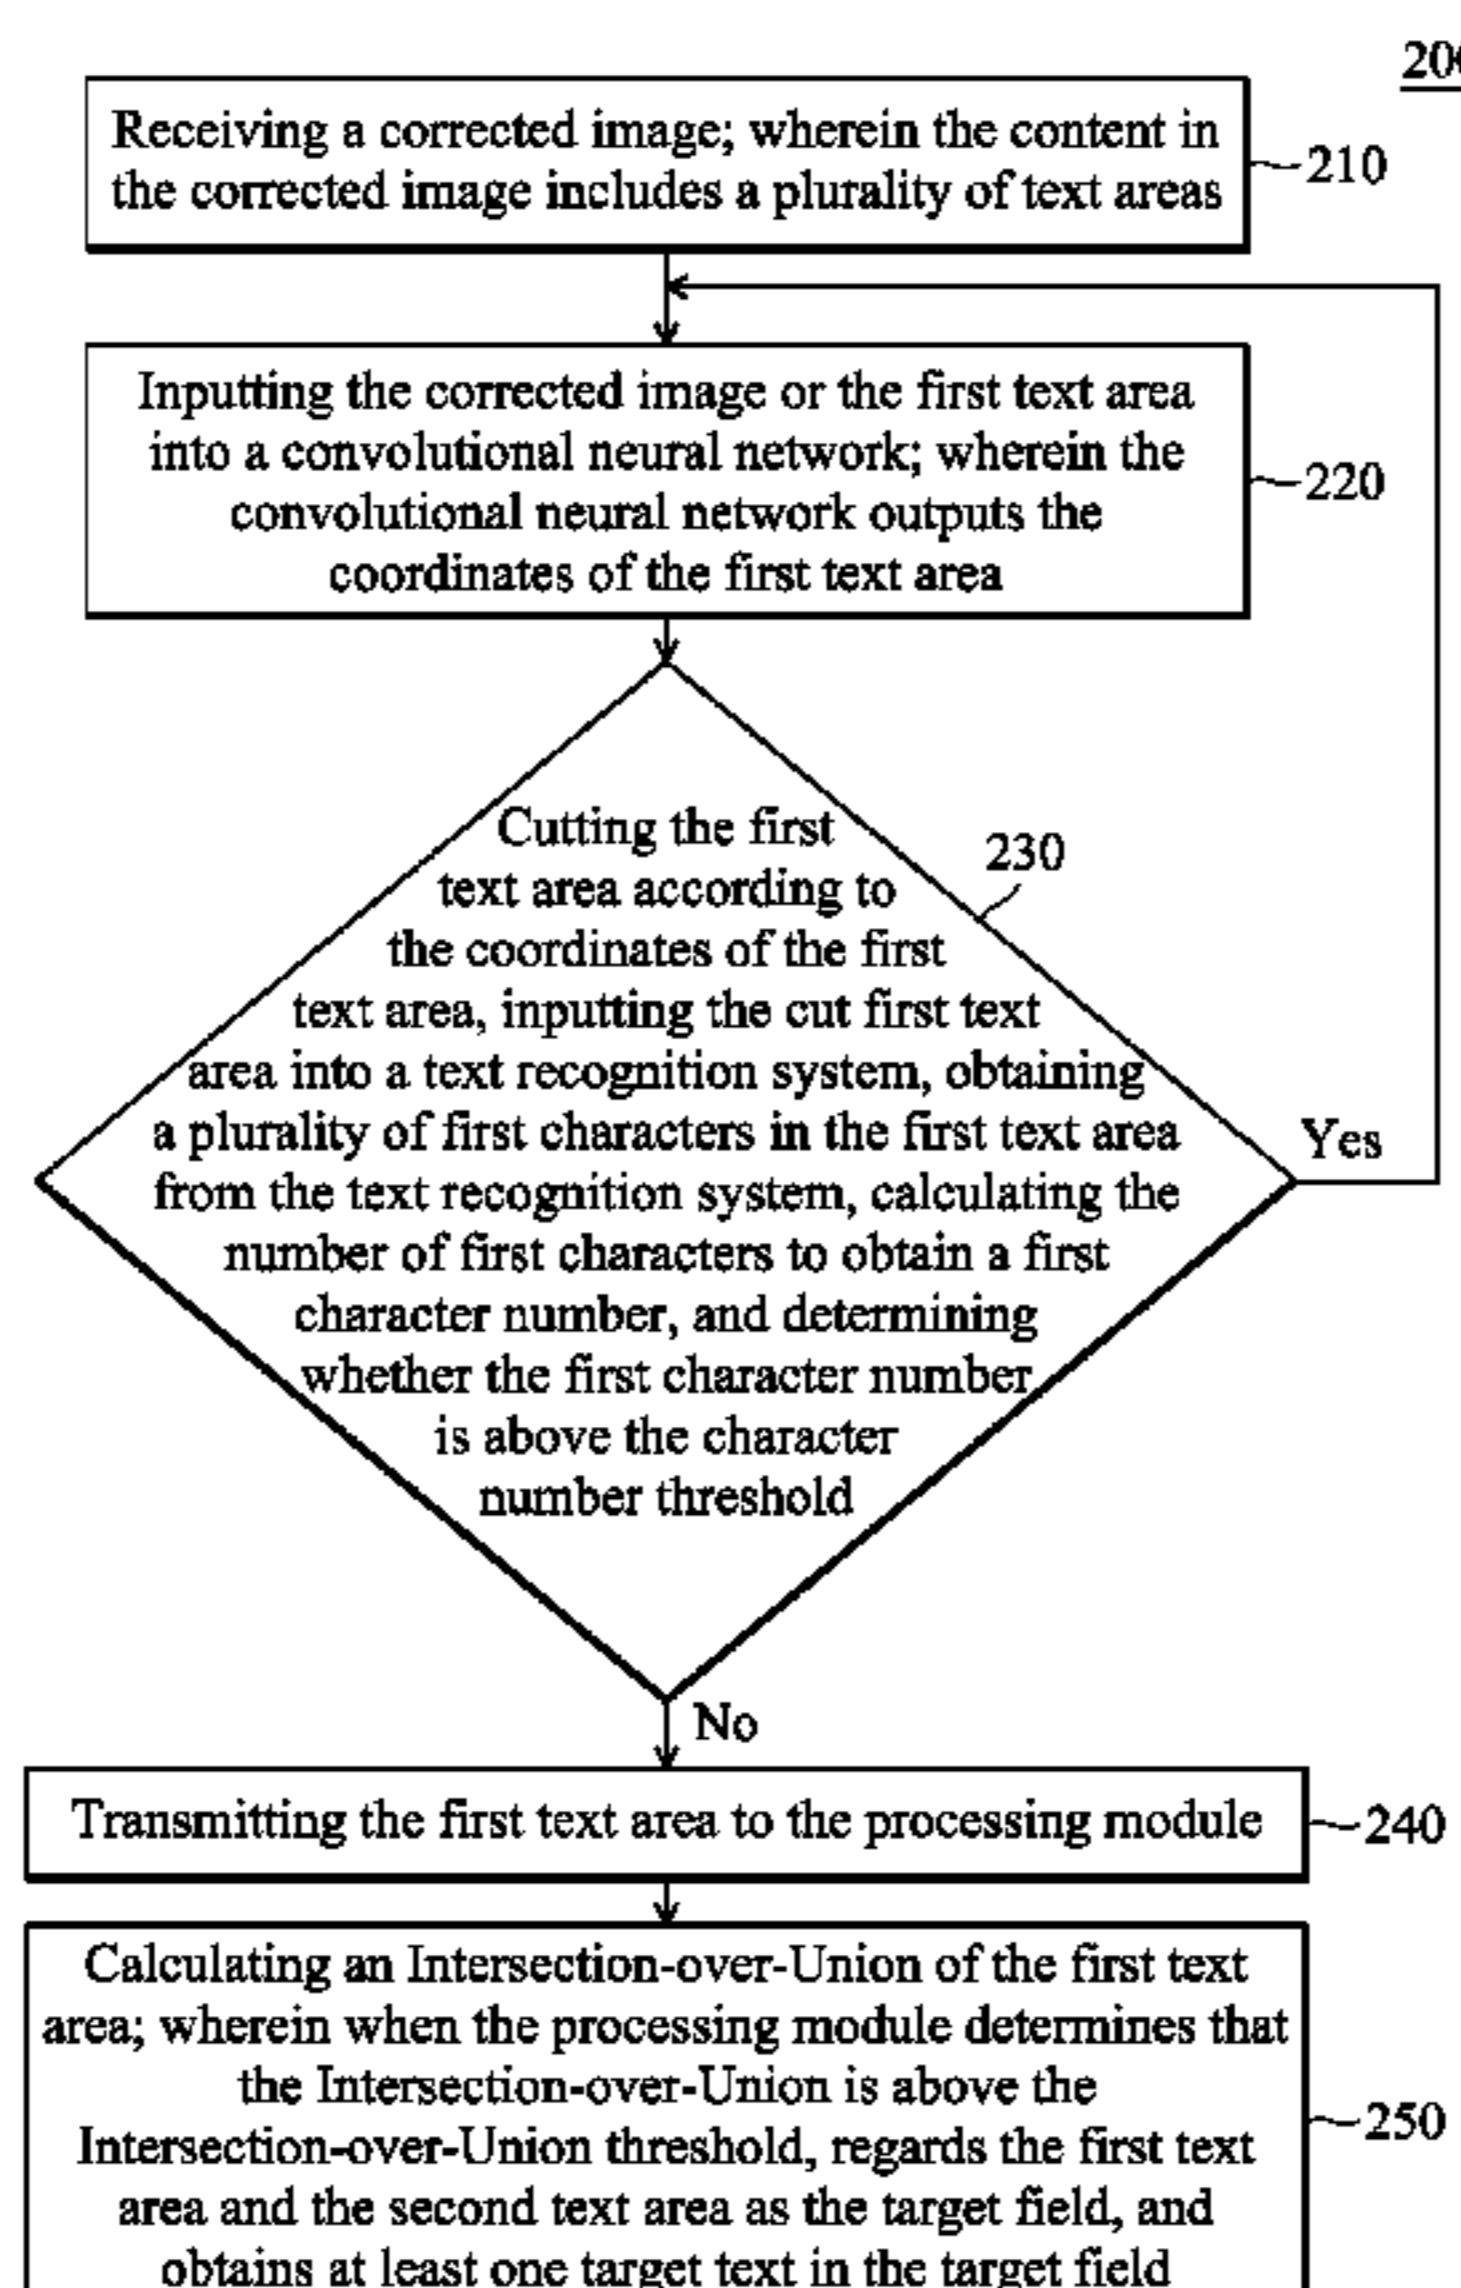 200
Receiving a corrected image; wherein the content in
the corrected image includes a plurality of text areas
210
Inputting the corrected image or the first text area
into a convolutional neural network; wherein the
convolutional neural network outputs the
coordinates of the first text area
220
Cutting the first
text area according to
the coordinates of the first
text area, inputting the cut first text
area into a text recognition system, obtaining
a plurality of first characters in the first text area
from the text recognition system, calculating the
number of first characters to obtain a first
character number, and determining
whether the first character number
is above the character
number threshold
230
Yes
No
Transmitting the first text area to the processing module
240
Calculating an Intersection-over-Union of the first text
area; wherein when the processing module determines that
the Intersection-over-Union is above the
Intersection-over-Union threshold, regards the first text
area and the second text area as the target field, and
obtains at least one target text in the target field
250